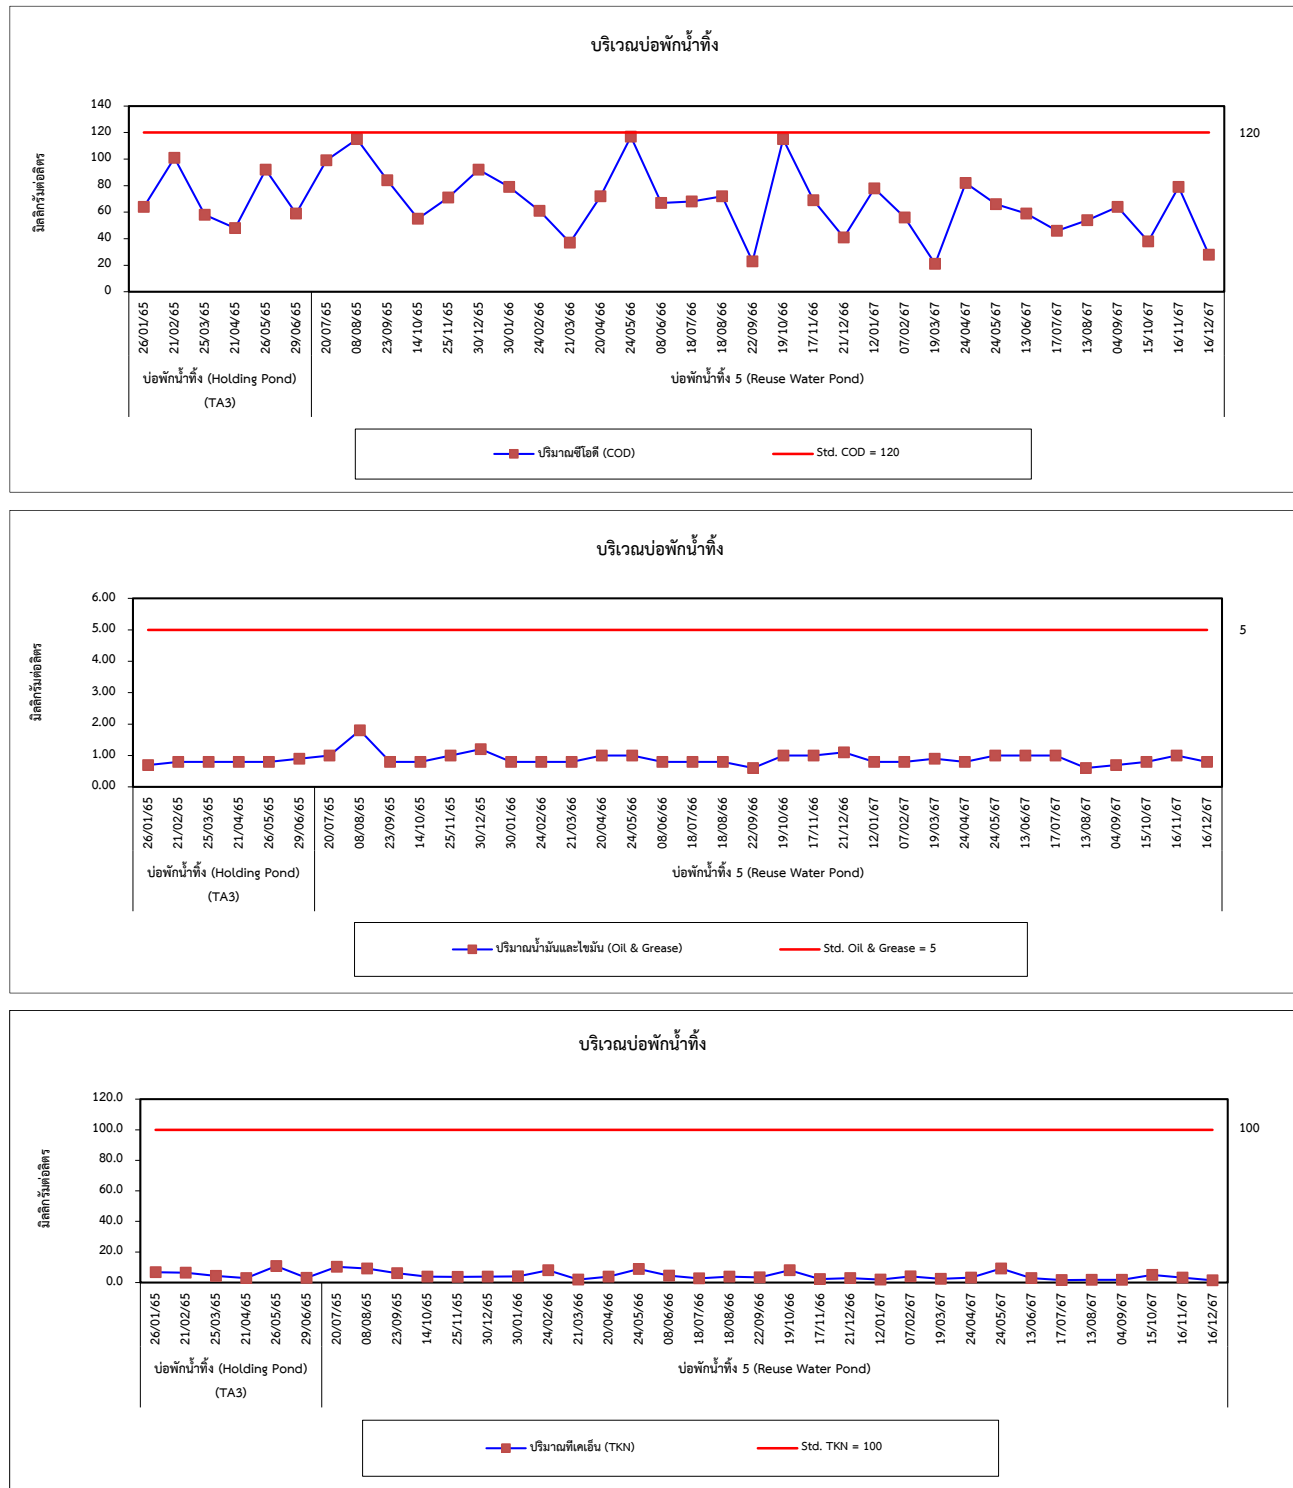 บริเวณบ่อพักน้ำทิ้ง
มิลลิกรัมต่อลิตร
140
120
100
80
60
40
20
0
120
26/01/65 21/02/65 25/03/65 21/04/65 26/05/65 29/06/65 20/07/65 08/08/65 23/09/65 14/10/65 25/11/65 30/12/65 30/01/66 24/02/66 21/03/66 20/04/66 24/05/66 08/06/66 18/07/66 18/08/66 22/09/66 19/10/66 17/11/66 21/12/66 12/01/67 07/02/67 19/03/67 24/04/67 24/05/67 13/06/67 17/07/67 13/08/67 04/09/67 15/10/67 16/11/67 16/12/67
บ่อพักน้ำทิ้ง (Holding Pond) บ่อพักน้ำทิ้ง 5 (Reuse Water Pond)
(TA3)
ปริมาณซีโอดี (COD) Std. COD = 120
บริเวณบ่อพักน้ำทิ้ง
มิลลิกรัมต่อลิตร
6.00
5.00
4.00
3.00
2.00
1.00
0.00
5
26/01/65 21/02/65 25/03/65 21/04/65 26/05/65 29/06/65 20/07/65 08/08/65 23/09/65 14/10/65 25/11/65 30/12/65 30/01/66 24/02/66 21/03/66 20/04/66 24/05/66 08/06/66 18/07/66 18/08/66 22/09/66 19/10/66 17/11/66 21/12/66 12/01/67 07/02/67 19/03/67 24/04/67 24/05/67 13/06/67 17/07/67 13/08/67 04/09/67 15/10/67 16/11/67 16/12/67
บ่อพักน้ำทิ้ง (Holding Pond) บ่อพักน้ำทิ้ง 5 (Reuse Water Pond)
(TA3)
ปริมาณน้ำมันและไขมัน (Oil & Grease) Std. Oil & Grease = 5
บริเวณบ่อพักน้ำทิ้ง
มิลลิกรัมต่อลิตร
120.0
100.0
80.0
60.0
40.0
20.0
0.0
100
26/01/65 21/02/65 25/03/65 21/04/65 26/05/65 29/06/65 20/07/65 08/08/65 23/09/65 14/10/65 25/11/65 30/12/65 30/01/66 24/02/66 21/03/66 20/04/66 24/05/66 08/06/66 18/07/66 18/08/66 22/09/66 19/10/66 17/11/66 21/12/66 12/01/67 07/02/67 19/03/67 24/04/67 24/05/67 13/06/67 17/07/67 13/08/67 04/09/67 15/10/67 16/11/67 16/12/67
บ่อพักน้ำทิ้ง (Holding Pond) บ่อพักน้ำทิ้ง 5 (Reuse Water Pond)
(TA3)
ปริมาณทีเคเอ็น (TKN) Std. TKN = 100